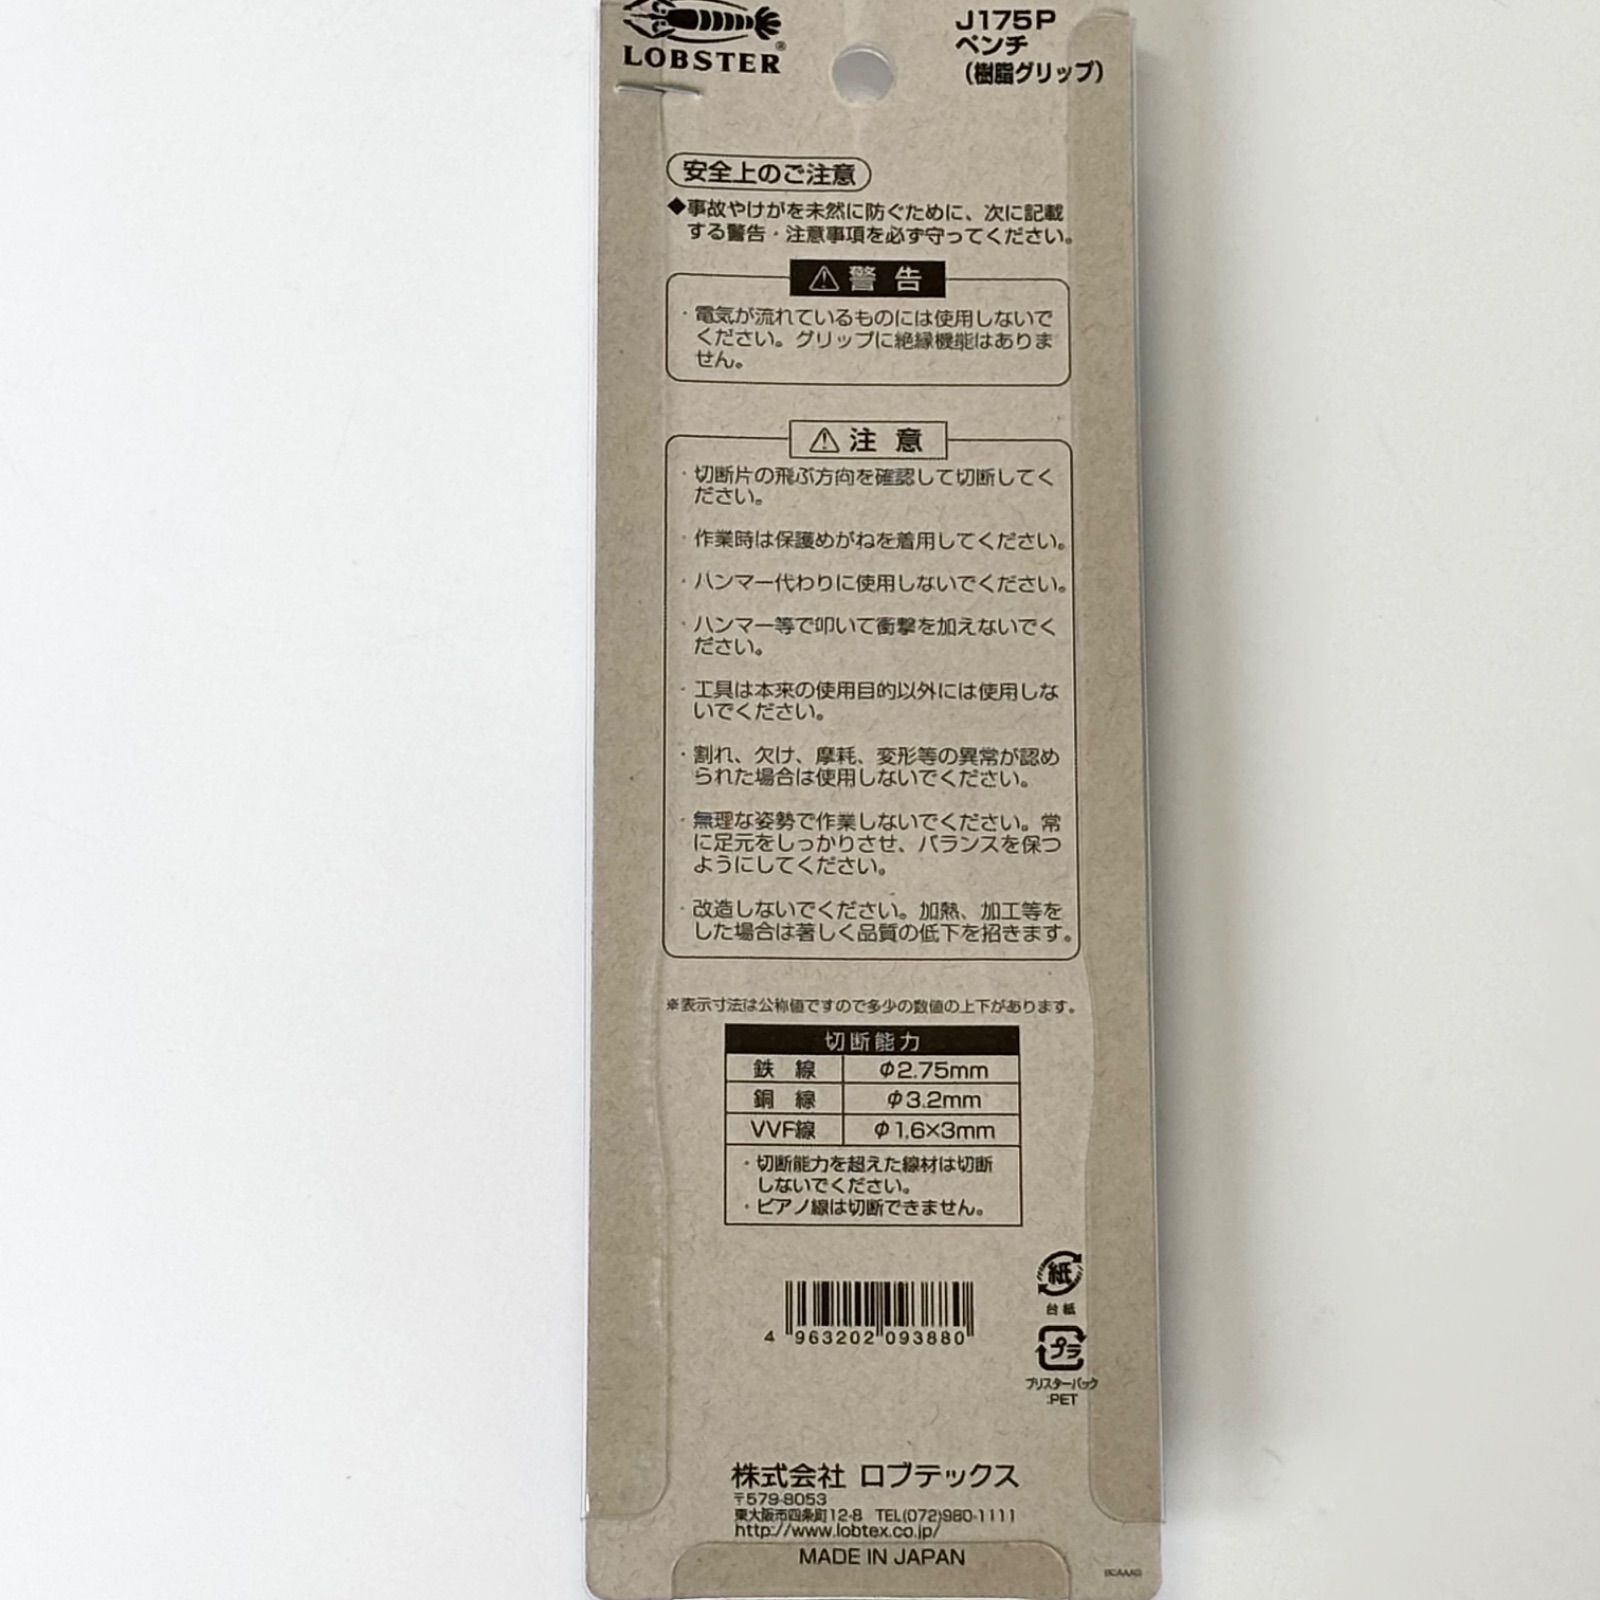 LOBSTER®
J175P
ペンチ
（樹脂グリップ）
安全上のご注意
◆事故やけがを未然に防ぐために、次に記載
する警告・注意事項を必ず守ってください。
⚠警告
・電気が流れているものには使用しないで
ください。グリップに絶縁機能はありま
せん。
⚠注意
・切断片の飛ぶ方向を確認して切断してく
ださい。
・作業時は保護めがねを着用してください。
・ハンマー代わりに使用しないでください。
・ハンマー等で叩いて衝撃を加えないでく
ださい。
・工具は本来の使用目的以外には使用しな
いでください。
・割れ、欠け、摩耗、変形等の異常が認め
られた場合は使用しないでください。
・無理な姿勢で作業しないでください。常
に足元をしっかりさせ、バランスを保つ
ようにしてください。
・改造しないでください。加熱、加工等を
した場合は著しく品質の低下を招きます。
※表示寸法は公称値ですので多少の数値の上下があります。
切断能力
鉄線 φ2.75mm
銅線 φ3.2mm
VVF線 φ1.6×3mm
・切断能力を超えた線材は切断
しないでください。
・ピアノ線は切断できません。
紙
台紙
4 963202 093880
プラ
ブリスターパック
:PET
株式会社 ロブテックス
〒579-8053
東大阪市四条町12-8 TEL(072)980-1111
http://www.lobtex.co.jp/
MADE IN JAPAN